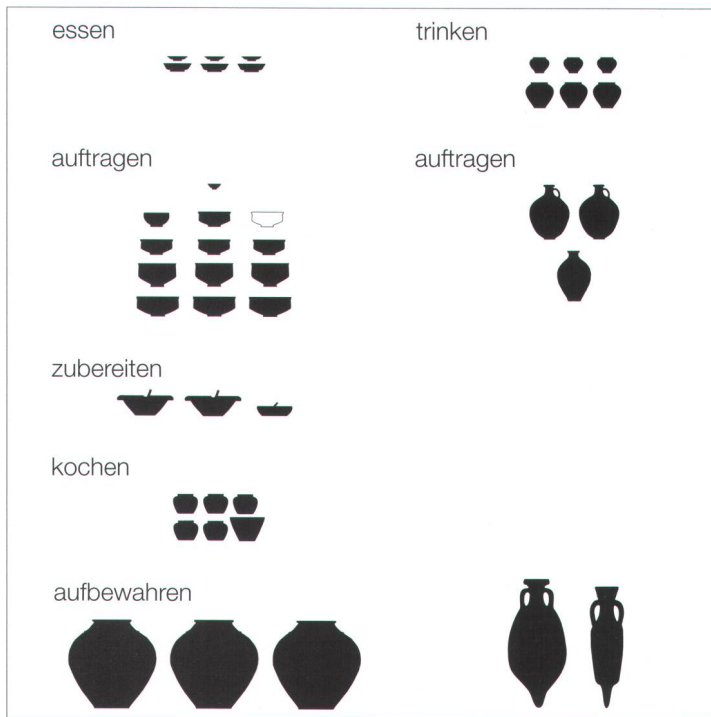 essen
trinken
auftragen
auftragen
zubereiten
kochen
aufbewahren